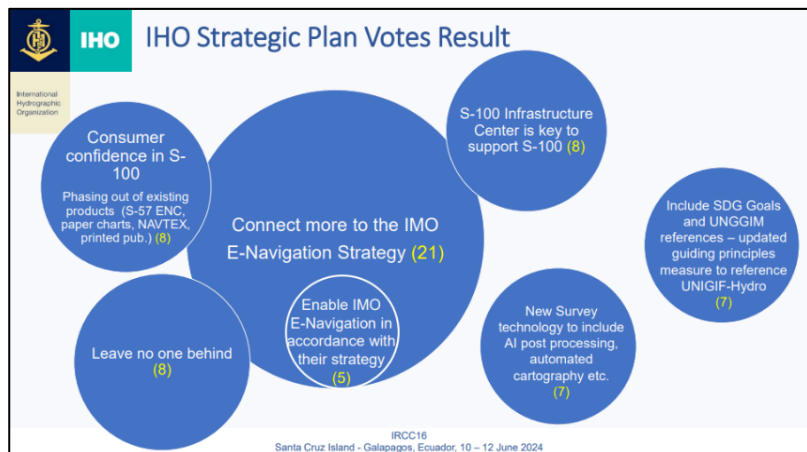 IHO
IHO Strategic Plan Votes Result
International
Hydrographic
Organization
Consumer
confidence in S-
100
Phasing out of existing
products (S-57 ENC,
paper charts, NAVTEX,
printed pub.) (8)
Connect more to the IMO
E-Navigation Strategy (21)
S-100 Infrastructure
Center is key to
support S-100 (8)
Include SDG Goals
and UNGGIM
references – updated
guiding principles
measure to reference
UNIGIF-Hydro
(7)
Leave no one behind
(8)
Enable IMO
E-Navigation in
accordance with
their strategy
(5)
New Survey
technology to include
AI post processing,
automated
cartography etc.
(7)
IRCC16
Santa Cruz Island - Galapagos, Ecuador, 10 – 12 June 2024